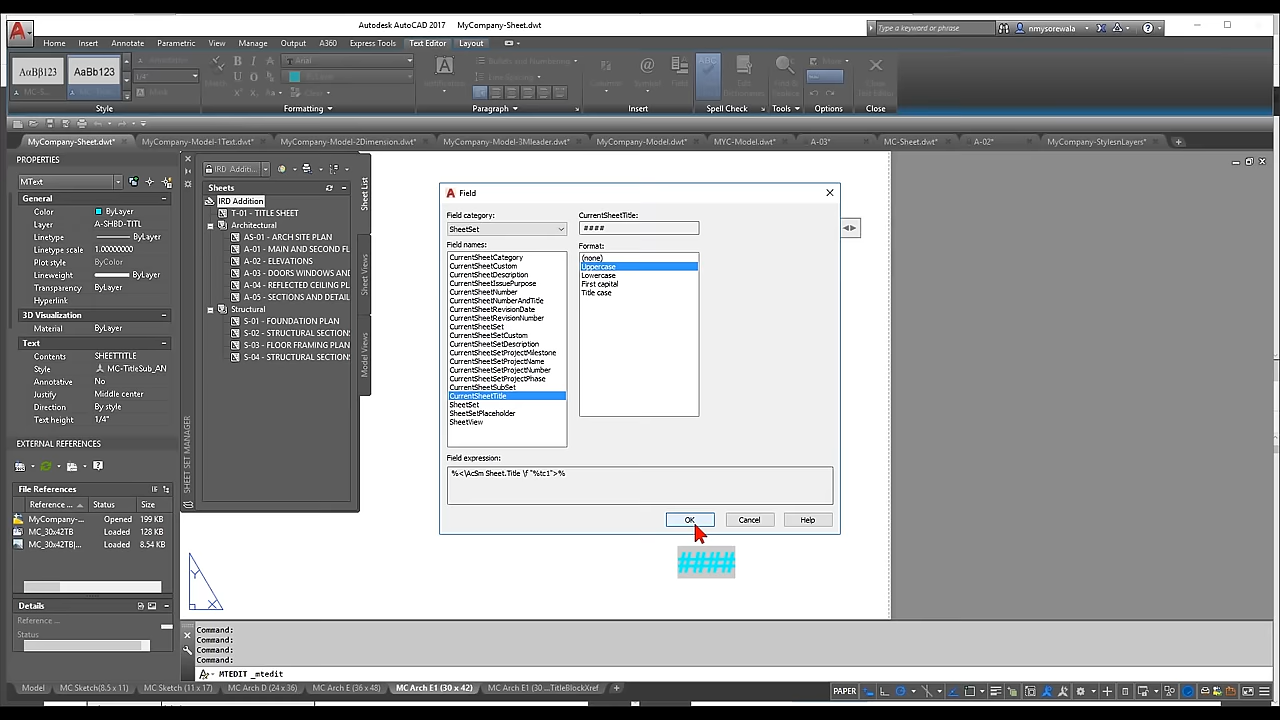 Autodesk AutoCAD 2017 MyCompany-Sheet.dwt
Type a keyword or phrase
nmysorewala
Home Insert Annotate Parametric View Manage Output A360 Express Tools Text Editor Layout
AaBb123 AaBb123
Arial
Bullets and Numbering
1/4"
Style Formatting Paragraph Insert Spell Check Tools Options Close
MyCompany-Sheet.dwt* MyCompany-Model-1Text.dwt* MyCompany-Model-2Dimension.dwt* MyCompany-Model-3Mleader.dwt* MyCompany-Model.dwt* MYC-Model.dwt* A-03* MC-Sheet.dwt* A-02* MyCompany-StylesnLayers*
PROPERTIES
MText
General
Color ByLayer
Layer A-SHBD-TITL
Linetype ByLayer
Linetype scale 1.00000000
Plot style ByColor
Lineweight ByLayer
Transparency ByLayer
Hyperlink
3D Visualization
Material ByLayer
Text
Contents SHEETTITLE
Style MC-TitleSub_AN
Annotative No
Justify Middle center
Direction By style
Text height 1/4"
EXTERNAL REFERENCES
File References
Reference ... Status Size
MyCompany-... Opened 199 KB
MC_30x42TB Loaded 128 KB
MC_30x42TB|... Loaded 8.54 KB
Details
Reference ...
Status
IRD Additi...
Sheets
IRD Addition
T-01 - TITLE SHEET
Architectural
AS-01 - ARCH SITE PLAN
A-01 - MAIN AND SECOND FL
A-02 - ELEVATIONS
A-03 - DOORS WINDOWS AN
A-04 - REFLECTED CEILING PL
A-05 - SECTIONS AND DETAIL
Structural
S-01 - FOUNDATION PLAN
S-02 - STRUCTURAL SECTIONS
S-03 - FLOOR FRAMING PLAN
S-04 - STRUCTURAL SECTIONS
Sheet List
Sheet Views
Model Views
SHEET SET MANAGER
Field
Field category:
SheetSet
Field names:
CurrentSheetCategory
CurrentSheetCustom
CurrentSheetDescription
CurrentSheetIssuePurpose
CurrentSheetNumber
CurrentSheetNumberAndTitle
CurrentSheetRevisionDate
CurrentSheetRevisionNumber
CurrentSheetSet
CurrentSheetSetCustom
CurrentSheetSetDescription
CurrentSheetSetProjectMilestone
CurrentSheetSetProjectName
CurrentSheetSetProjectNumber
CurrentSheetSetProjectPhase
CurrentSheetSubSet
CurrentSheetTitle
SheetSet
SheetSetPlaceholder
SheetView
CurrentSheetTitle:
####
Format:
(none)
Uppercase
Lowercase
First capital
Title case
Field expression:
%<\AcSm Sheet.Title \f "%tc1">%
OK Cancel Help
#####
Y
X
Command:
Command:
Command:
Command:
MTEDIT _mtedit
Model MC Sketch(8.5 x 11) MC Sketch (11 x 17) MC Arch D (24 x 36) MC Arch E (36 x 48) MC Arch E1 (30 x 42) MC Arch E1 (30 ...TitleBlockXref
PAPER